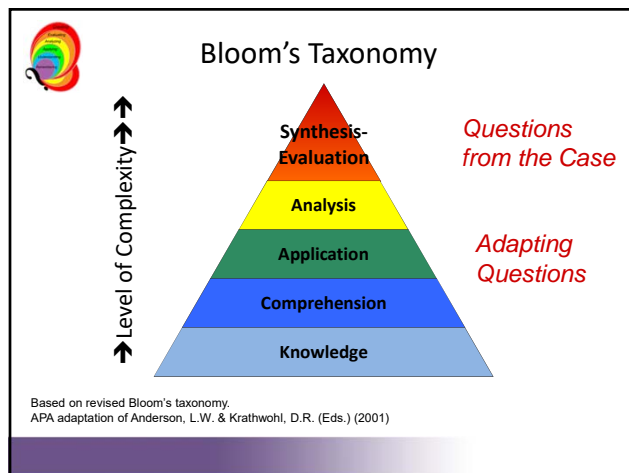 Bloom's Taxonomy
Level of Complexity
Synthesis-
Evaluation
Analysis
Application
Comprehension
Knowledge
Questions
from the Case
Adapting
Questions
Based on revised Bloom's taxonomy.
APA adaptation of Anderson, L.W. & Krathwohl, D.R. (Eds.) (2001)